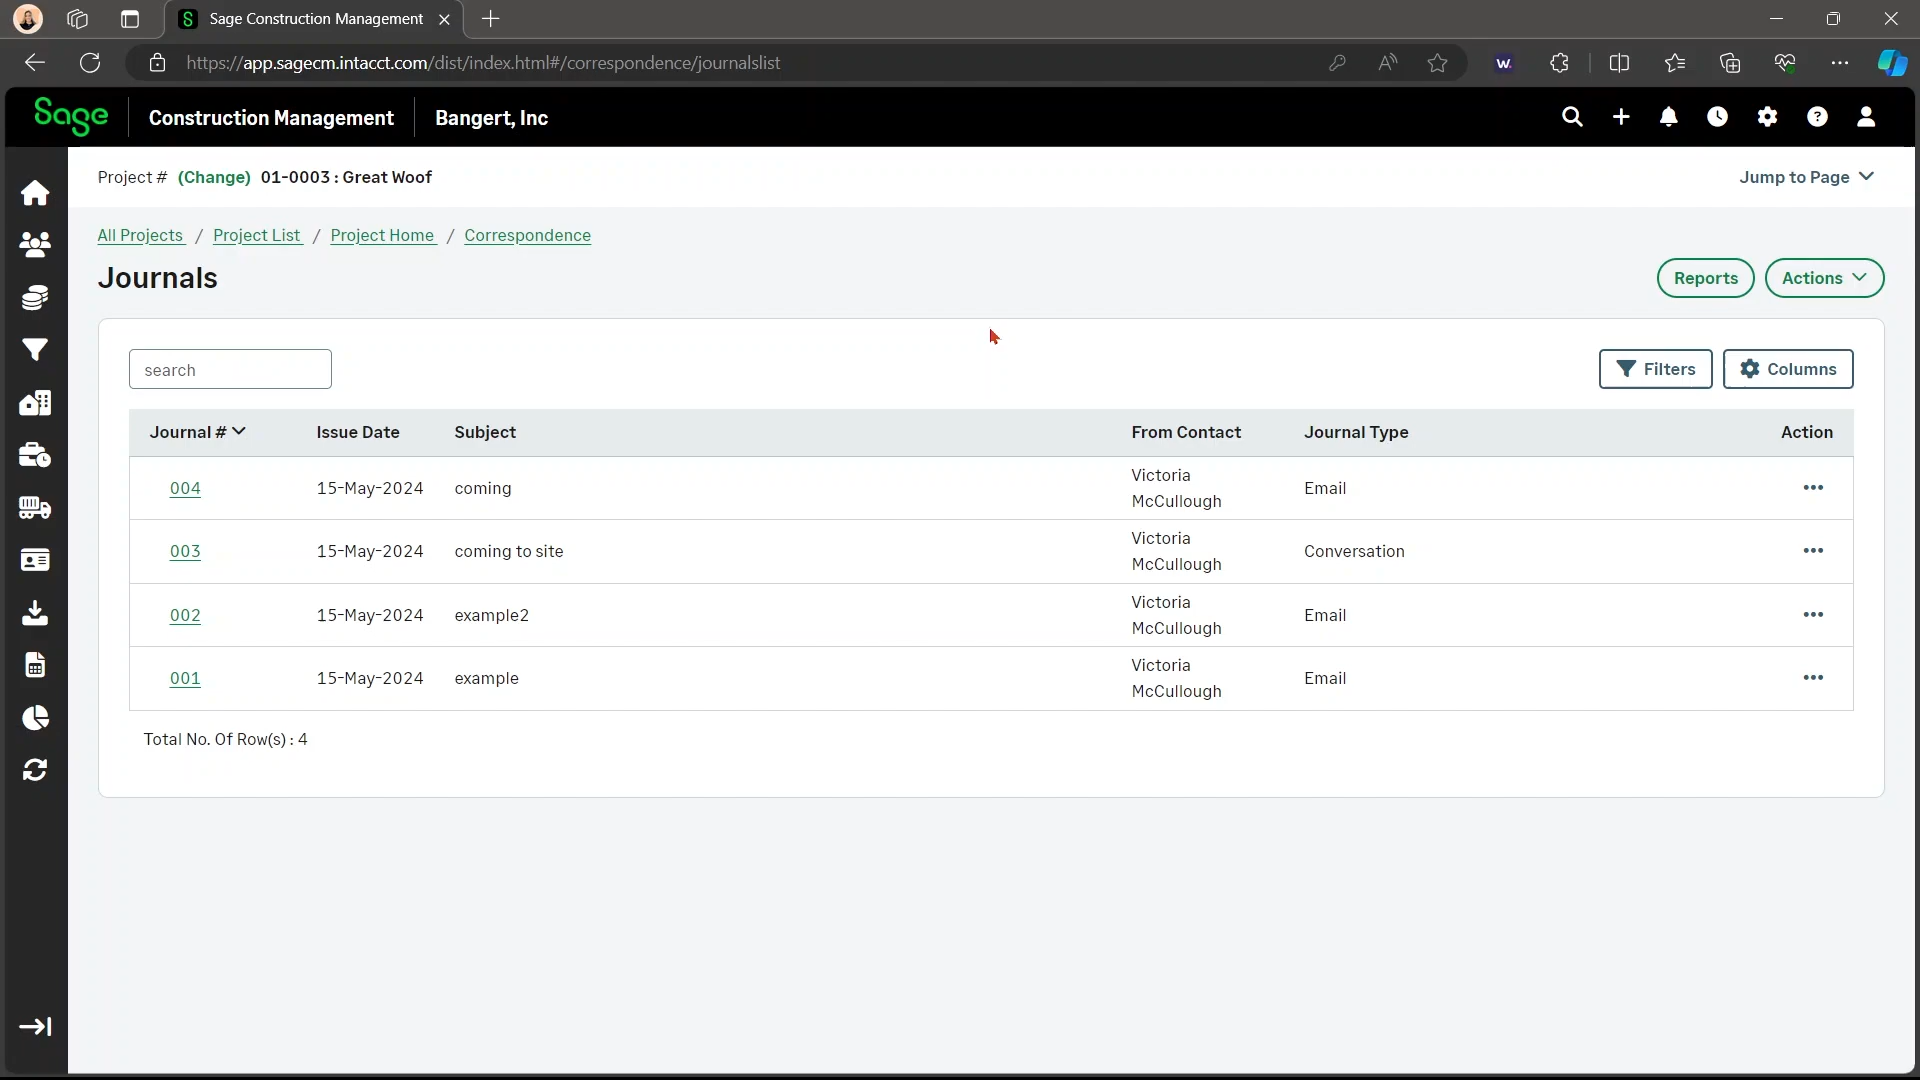 Sage Construction Management
https://app.sagecm.intacct.com/dist/index.html#/correspondence/journalslist
W.
Sage Construction Management Bangert, Inc
Project # (Change) 01-0003 : Great Woof Jump to Page
All Projects / Project List / Project Home / Correspondence
Journals Reports Actions
search Filters Columns
Journal # Issue Date Subject From Contact Journal Type Action
004 15-May-2024 coming Victoria McCullough Email
003 15-May-2024 coming to site Victoria McCullough Conversation
002 15-May-2024 example2 Victoria McCullough Email
001 15-May-2024 example Victoria McCullough Email
Total No. Of Row(s) : 4